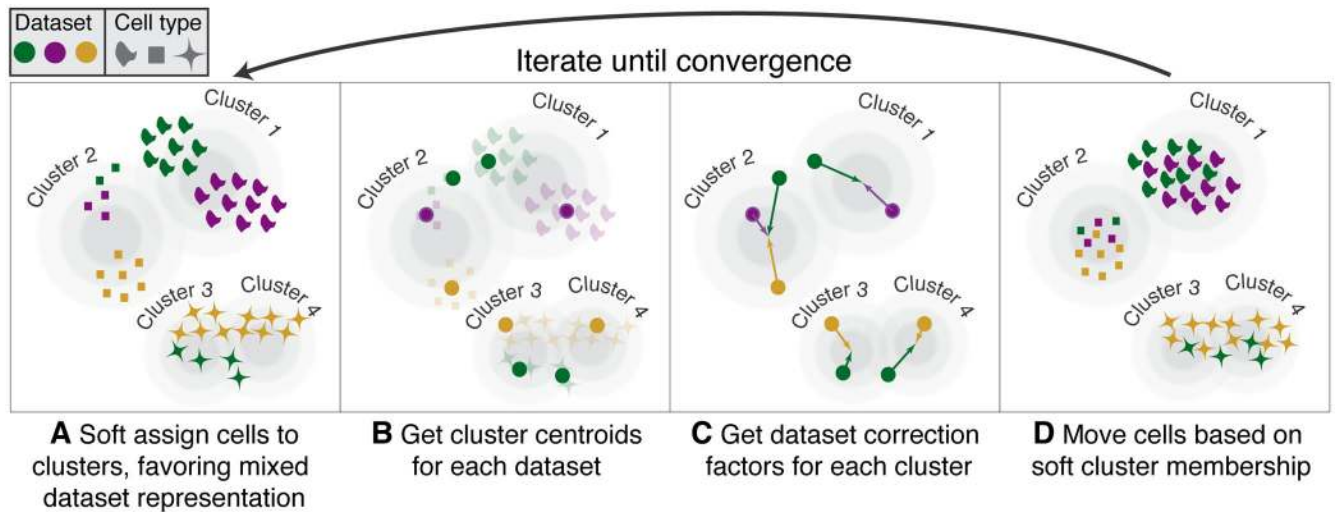 Dataset
Cell type
Iterate until convergence
Cluster 1
Cluster 2
Cluster 3
Cluster 4
Cluster 1
Cluster 2
Cluster 3
Cluster 4
Cluster 1
Cluster 2
Cluster 3
Cluster 4
Cluster 1
Cluster 2
Cluster 3
Cluster 4
A Soft assign cells to
clusters, favoring mixed
dataset representation
B Get cluster centroids
for each dataset
C Get dataset correction
factors for each cluster
D Move cells based on
soft cluster membership